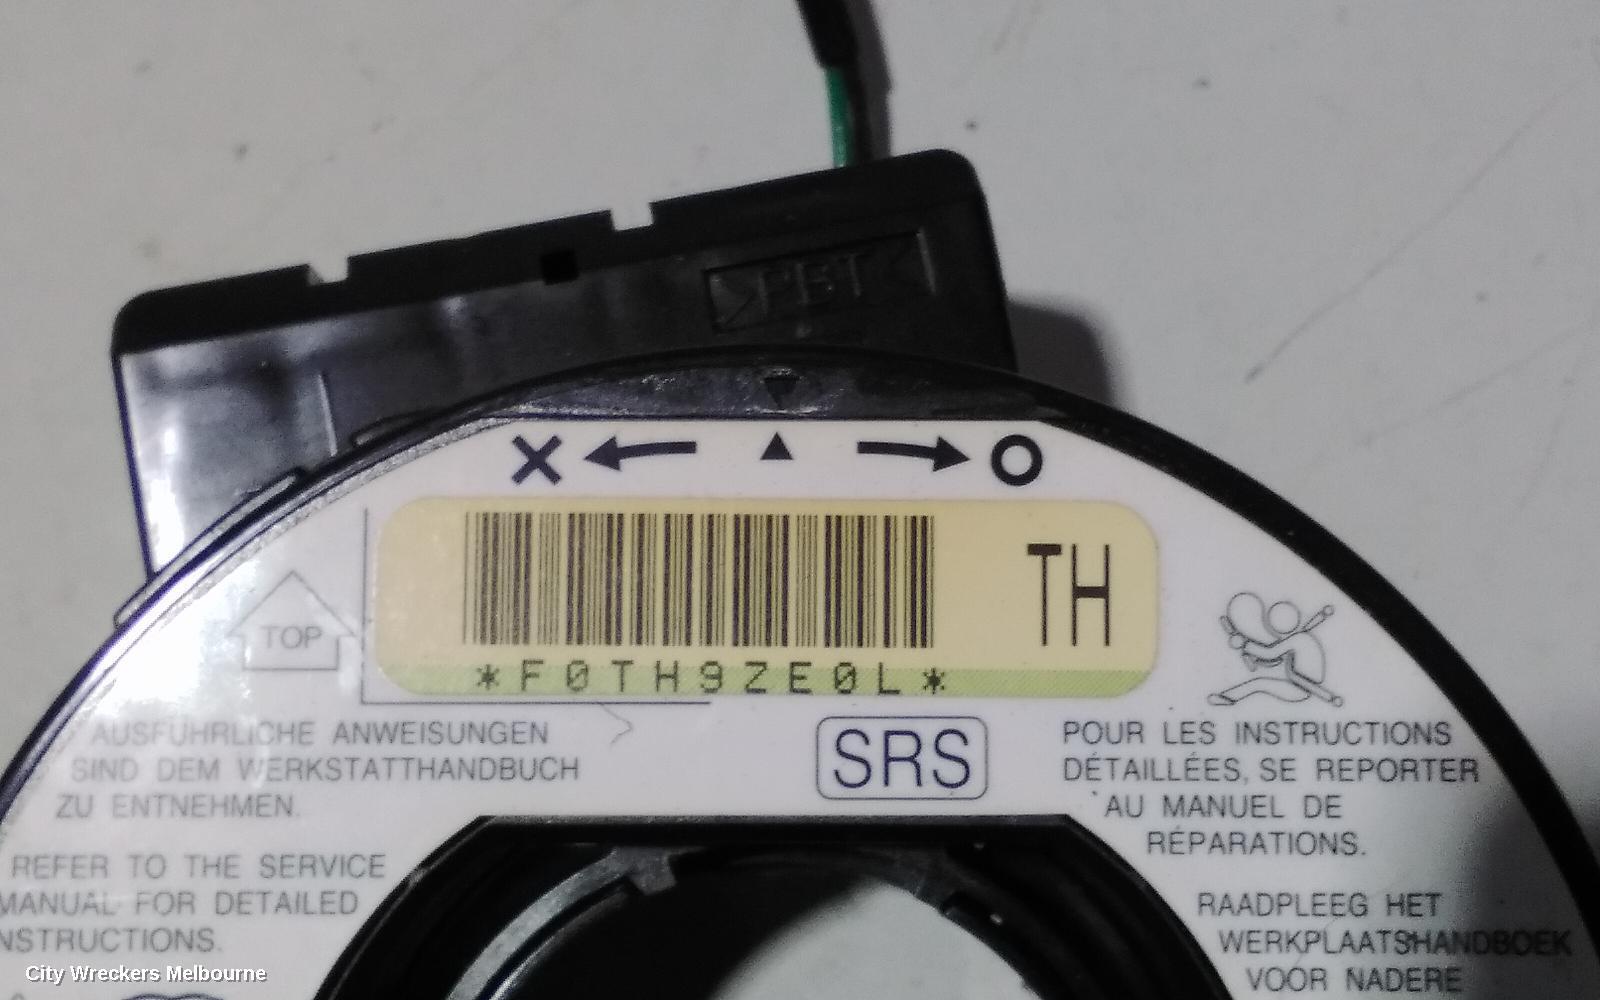 >PBT<
TH
*F0TH9ZE0L*
TOP
SRS
AUSFÜHRLICHE ANWEISUNGEN
SIND DEM WERKSTATTHANDBUCH
ZU ENTNEHMEN.
REFER TO THE SERVICE
MANUAL FOR DETAILED
NSTRUCTIONS.
POUR LES INSTRUCTIONS
DÉTAILLÉES, SE REPORTER
AU MANUEL DE
RÉPARATIONS.
RAADPLEEG HET
WERKPLAATSHANDBOEK
VOOR NADERE
City Wreckers Melbourne